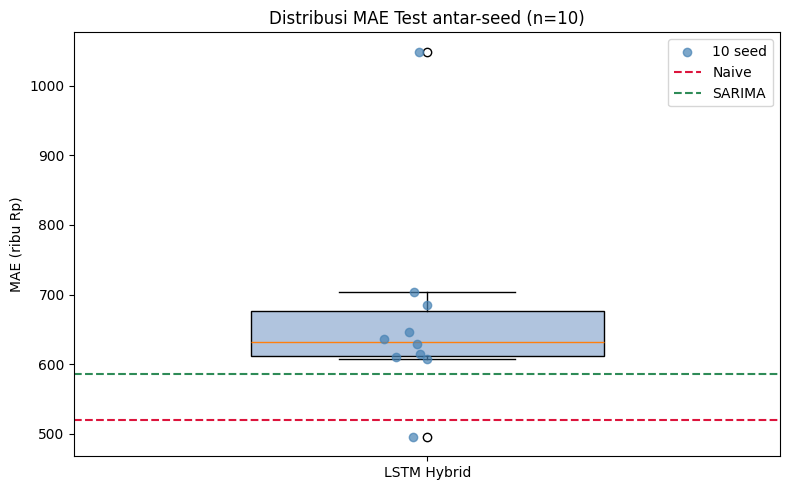 Distribusi MAE Test antar-seed (n=10)
10 seed
Naive
SARIMA
MAE (ribu Rp)
1000
900
800
700
600
500
LSTM Hybrid